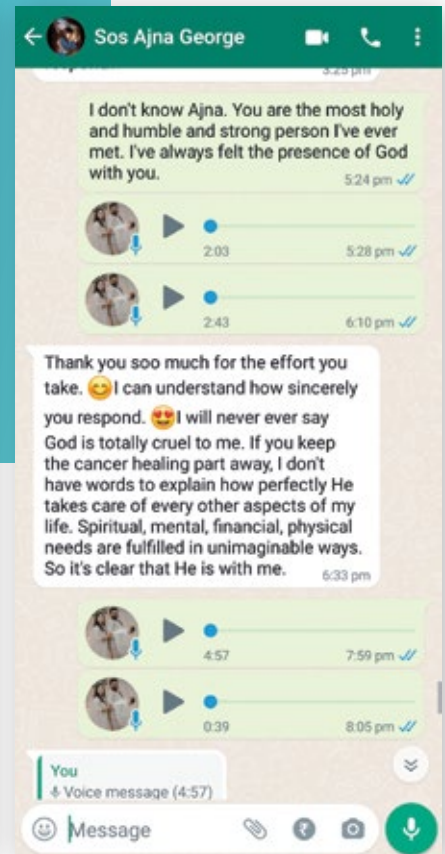 Sos Ajna George
3:25 pm
I don't know Ajna. You are the most holy
and humble and strong person I've ever
met. I've always felt the presence of God
with you.
5:24 pm
2:03 5:28 pm
2:43 6:10 pm
Thank you soo much for the effort you
take. 😊I can understand how sincerely
you respond. 😍I will never ever say
God is totally cruel to me. If you keep
the cancer healing part away, I don't
have words to explain how perfectly He
takes care of every other aspects of my
life. Spiritual, mental, financial, physical
needs are fulfilled in unimaginable ways.
So it's clear that He is with me.
6:33 pm
4:57 7:59 pm
0:39 8:05 pm
You
Voice message (4:57)
Message